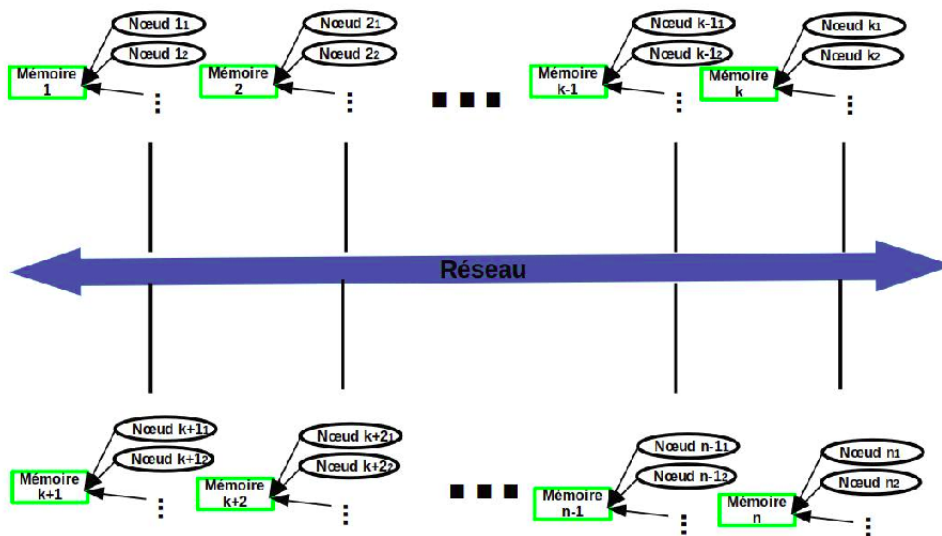 Nœud 1₁
Nœud 1₂
Mémoire
1
Nœud 2₁
Nœud 2₂
Mémoire
2
Nœud k-1₁
Nœud k-1₂
Mémoire
k-1
Nœud k₁
Nœud k₂
Mémoire
k
Réseau
Nœud k+1₁
Nœud k+1₂
Mémoire
k+1
Nœud k+2₁
Nœud k+2₂
Mémoire
k+2
Nœud n-1₁
Nœud n-1₂
Mémoire
n-1
Nœud n₁
Nœud n₂
Mémoire
n